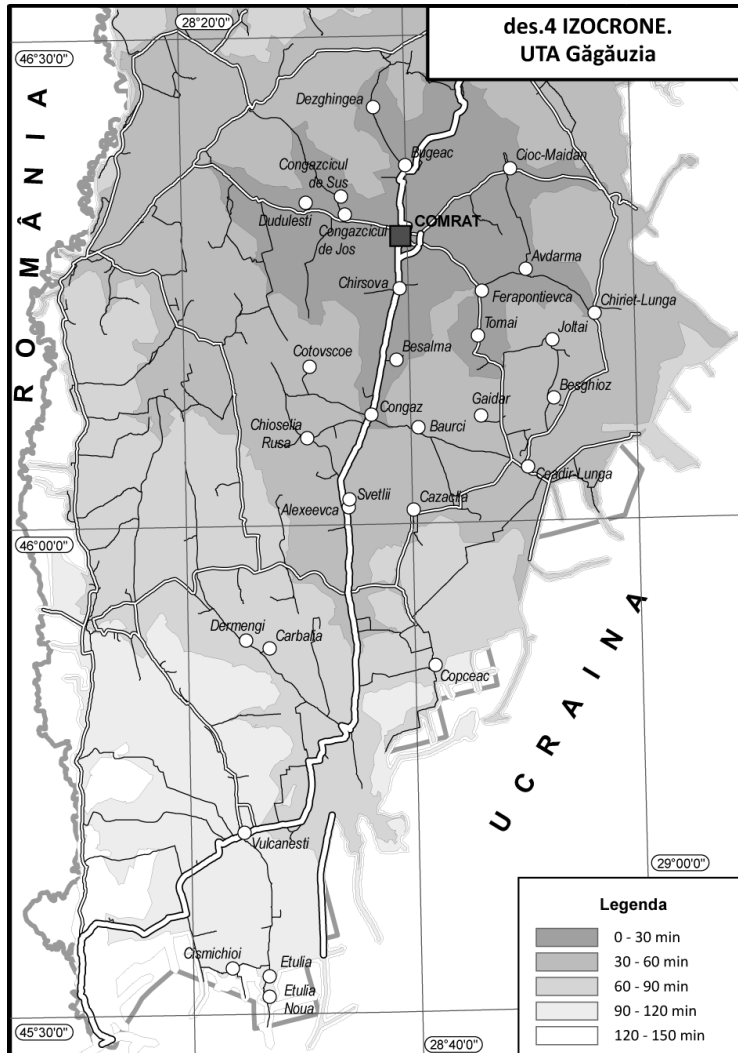 des.4 IZOCRONE.
UTA Găgăuzia
28°20'0"
46°30'0"
ROMÂNIA
Dezghingea
Bugeac
Cioc-Maidan
Congazcicul
de Sus
Dudulesti
Congazcicul
de Jos
COMRAT
Avdarma
Chirsova
Ferapontievca
Chiriet-Lunga
Tomai
Joltai
Cotovscoe
Besalma
Besghioz
Gaidar
Congaz
Chioselia
Rusa
Baurci
Ceadir-Lunga
Svetlii
Alexeevca
Cazaclia
46°00'0"
Dermengi
Carbalia
Copceac
UCRAINA
Vulcanesti
29°00'0"
Cismichioi
Etulia
Etulia
Noua
45°30'0"
28°40'0"
Legenda
0 - 30 min
30 - 60 min
60 - 90 min
90 - 120 min
120 - 150 min